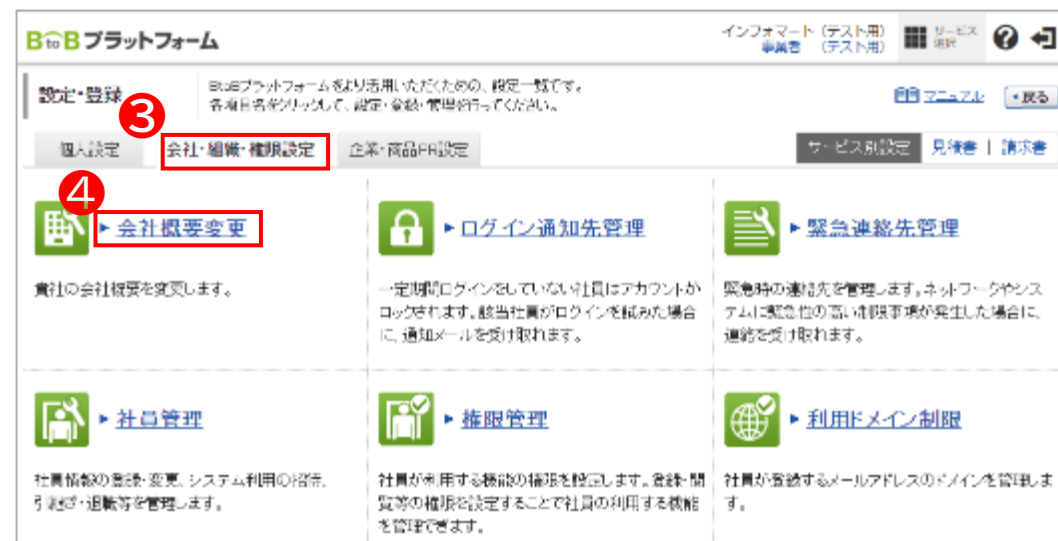 BtoB プラットフォーム
インフォマート (テスト用)
事業者 (テスト用)
サービス
選択
設定・登録
BtoBプラットフォームをより活用いただくための、設定一覧です。
各項目名をクリックして、設定・登録・管理を行ってください。
マニュアル
戻る
3
個人設定
会社・組織・権限設定
企業・商品PR設定
サービス別設定
見積書 | 請求書
4
会社概要変更
ログイン通知先管理
緊急連絡先管理
貴社の会社概要を変更します。
一定期間ログインをしていない社員はアカウントが
ロックされます。該当社員がログインを試みた場合
に、通知メールを受け取れます。
緊急時の連絡先を管理します。ネットワークやシス
テムに緊急性の高い制限事項が発生した場合に、
連絡を受け取れます。
社員管理
権限管理
利用ドメイン制限
社員情報の登録・変更、システム利用の招待、
引継ぎ・退職等を管理します。
社員が利用する機能の権限を設定します。登録・閲
覧等の権限を設定することで社員の利用する機能
を管理できます。
社員が登録するメールアドレスのドメインを管理しま
す。